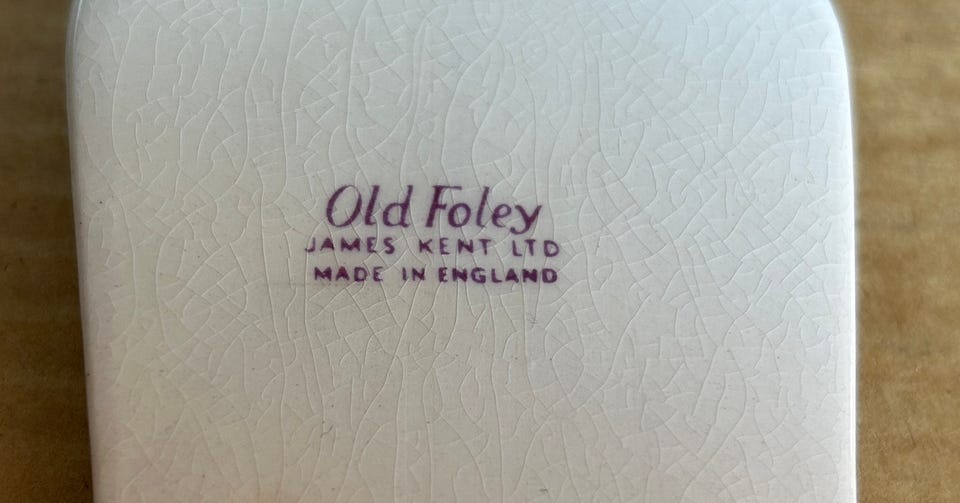 Old Foley
JAMES KENT LTD
MADE IN ENGLAND